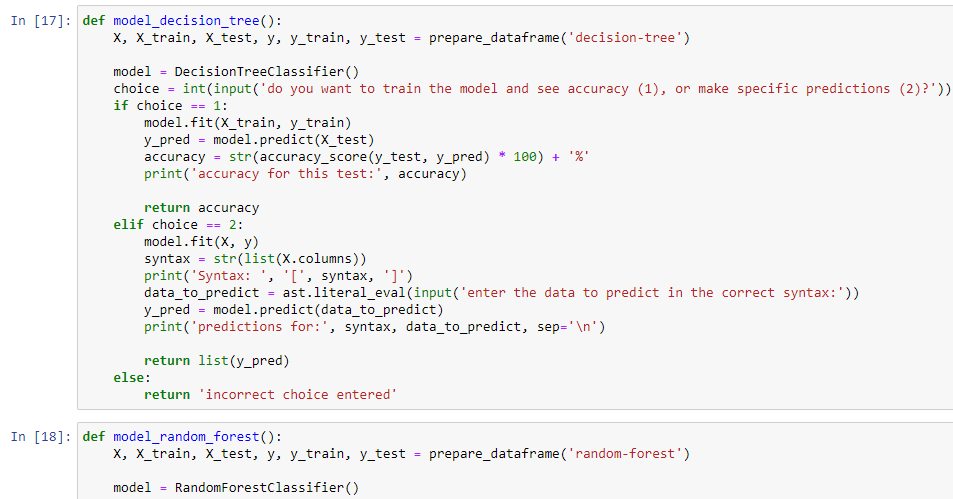 In [17]: def model_decision_tree():
    X, X_train, X_test, y, y_train, y_test = prepare_dataframe('decision-tree')
    model = DecisionTreeClassifier()
    choice = int(input('do you want to train the model and see accuracy (1), or make specific predictions (2)?'))
    if choice == 1:
        model.fit(X_train, y_train)
        y_pred = model.predict(X_test)
        accuracy = str(accuracy_score(y_test, y_pred) * 100) + '%'
        print('accuracy for this test:', accuracy)
        return accuracy
    elif choice == 2:
        model.fit(X, y)
        syntax = str(list(X.columns))
        print('Syntax: ', '[', syntax, ']')
        data_to_predict = ast.literal_eval(input('enter the data to predict in the correct syntax:'))
        y_pred = model.predict(data_to_predict)
        print('predictions for:', syntax, data_to_predict, sep='\n')
        return list(y_pred)
    else:
        return 'incorrect choice entered'
In [18]: def model_random_forest():
    X, X_train, X_test, y, y_train, y_test = prepare_dataframe('random-forest')
    model = RandomForestClassifier()